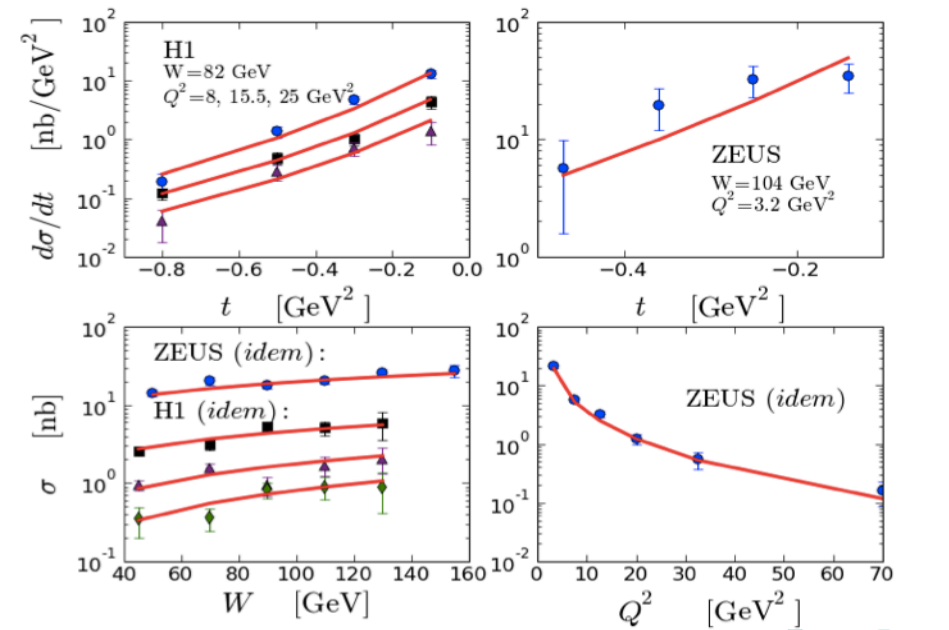 dσ/dt [nb/GeV²]
10²
10¹
10⁰
10⁻¹
10⁻²
H1
W=82 GeV
Q²=8, 15.5, 25 GeV²
−0.8 −0.6 −0.4 −0.2 0.0
t [GeV²]
10²
10¹
10⁰
ZEUS
W=104 GeV
Q²=3.2 GeV²
−0.4 −0.2
t [GeV²]
σ [nb]
10²
10¹
10⁰
10⁻¹
ZEUS (idem):
H1 (idem):
40 60 80 100 120 140 160
W [GeV]
10²
10¹
10⁰
10⁻¹
10⁻²
ZEUS (idem)
0 10 20 30 40 50 60 70
Q² [GeV²]